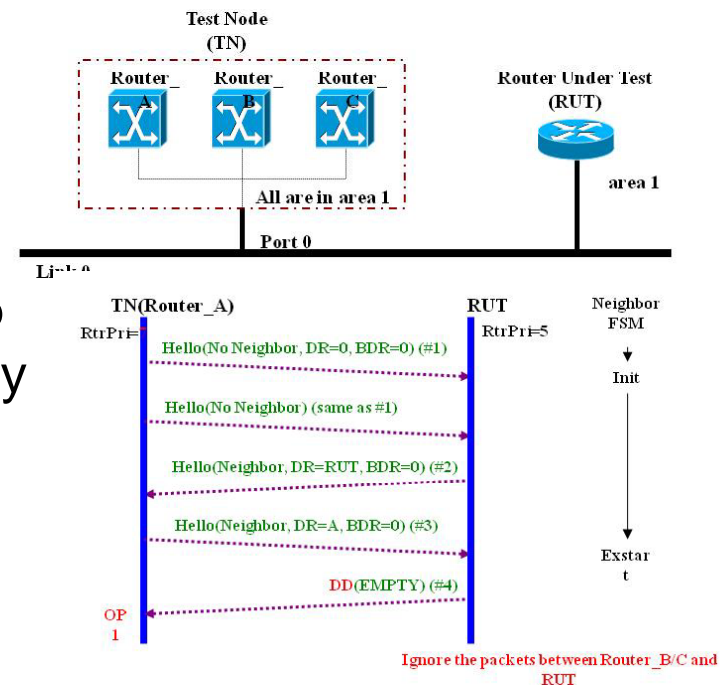 Test Node
(TN)
Router_
A
Router_
B
Router_
C
Router Under Test
(RUT)
All are in area 1
area 1
Port 0
TN(Router_A)
RUT
Neighbor
FSM
RtrPri=
RtrPri=5
Hello(No Neighbor, DR=0, BDR=0) (#1)
Init
Hello(No Neighbor) (same as #1)
Hello(Neighbor, DR=RUT, BDR=0) (#2)
Hello(Neighbor, DR=A, BDR=0) (#3)
Exstar
t
DD(EMPTY) (#4)
OP
1
Ignore the packets between Router_B/C and
RUT